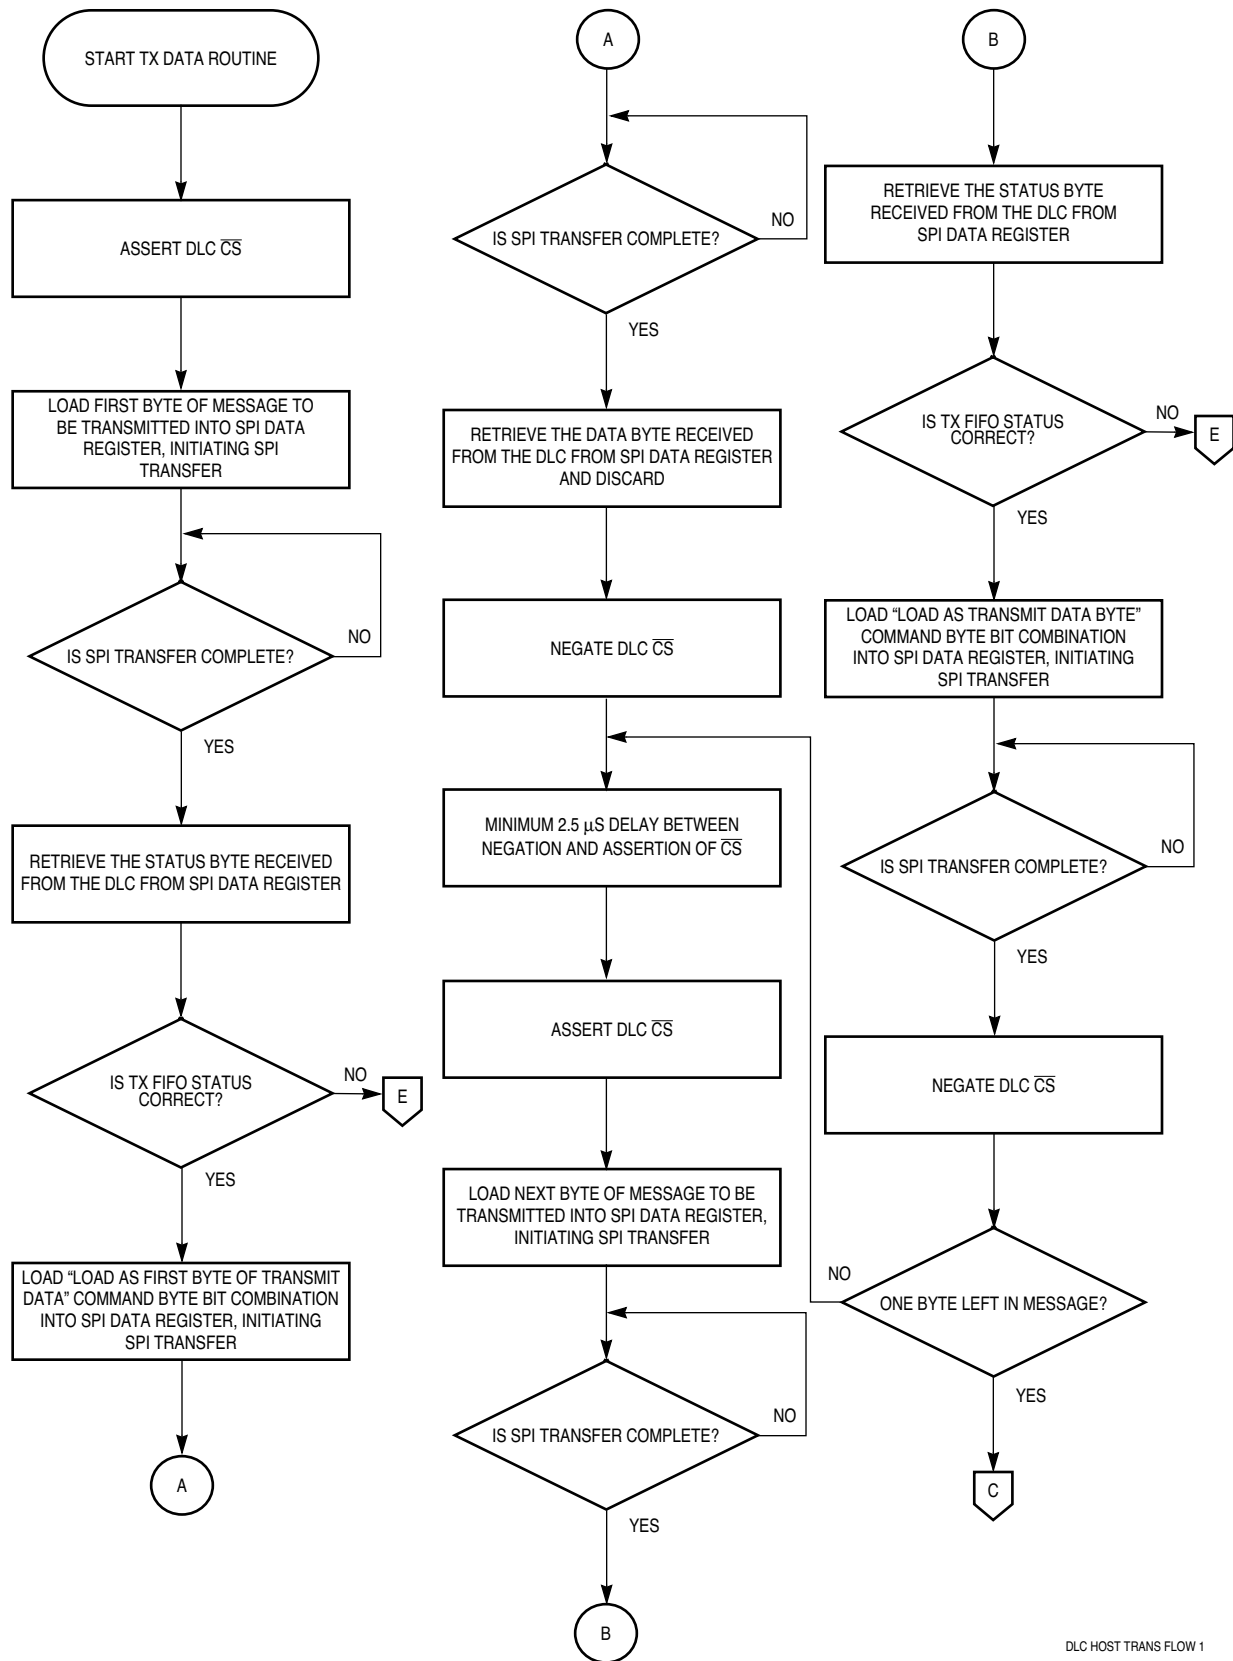 START TX DATA ROUTINE
ASSERT DLC C̅S̅
LOAD FIRST BYTE OF MESSAGE TO
BE TRANSMITTED INTO SPI DATA
REGISTER, INITIATING SPI
TRANSFER
NO
IS SPI TRANSFER COMPLETE?
YES
RETRIEVE THE STATUS BYTE RECEIVED
FROM THE DLC FROM SPI DATA REGISTER
IS TX FIFO STATUS
CORRECT?
NO
E
YES
LOAD “LOAD AS FIRST BYTE OF TRANSMIT
DATA” COMMAND BYTE BIT COMBINATION
INTO SPI DATA REGISTER, INITIATING
SPI TRANSFER
A
A
NO
IS SPI TRANSFER COMPLETE?
YES
RETRIEVE THE DATA BYTE RECEIVED
FROM THE DLC FROM SPI DATA REGISTER
AND DISCARD
NEGATE DLC C̅S̅
MINIMUM 2.5 µS DELAY BETWEEN
NEGATION AND ASSERTION OF C̅S̅
ASSERT DLC C̅S̅
LOAD NEXT BYTE OF MESSAGE TO BE
TRANSMITTED INTO SPI DATA REGISTER,
INITIATING SPI TRANSFER
NO
IS SPI TRANSFER COMPLETE?
YES
B
B
RETRIEVE THE STATUS BYTE
RECEIVED FROM THE DLC FROM
SPI DATA REGISTER
IS TX FIFO STATUS
CORRECT?
NO
E
YES
LOAD “LOAD AS TRANSMIT DATA BYTE”
COMMAND BYTE BIT COMBINATION
INTO SPI DATA REGISTER, INITIATING
SPI TRANSFER
NO
IS SPI TRANSFER COMPLETE?
YES
NEGATE DLC C̅S̅
NO
ONE BYTE LEFT IN MESSAGE?
YES
C
DLC HOST TRANS FLOW 1